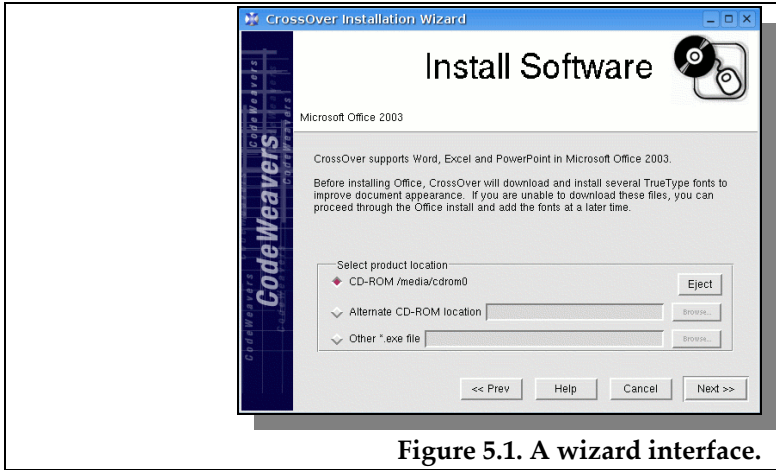 CrossOver Installation Wizard
Install Software
Microsoft Office 2003
CodeWeavers
CodeWeavers
CodeWeavers
CodeWeavers
CrossOver supports Word, Excel and PowerPoint in Microsoft Office 2003.
Before installing Office, CrossOver will download and install several TrueType fonts to
improve document appearance. If you are unable to download these files, you can
proceed through the Office install and add the fonts at a later time.
Select product location
CD-ROM /media/cdrom0
Eject
Alternate CD-ROM location
Browse...
Other *.exe file
Browse...
<< Prev
Help
Cancel
Next >>
Figure 5.1. A wizard interface.